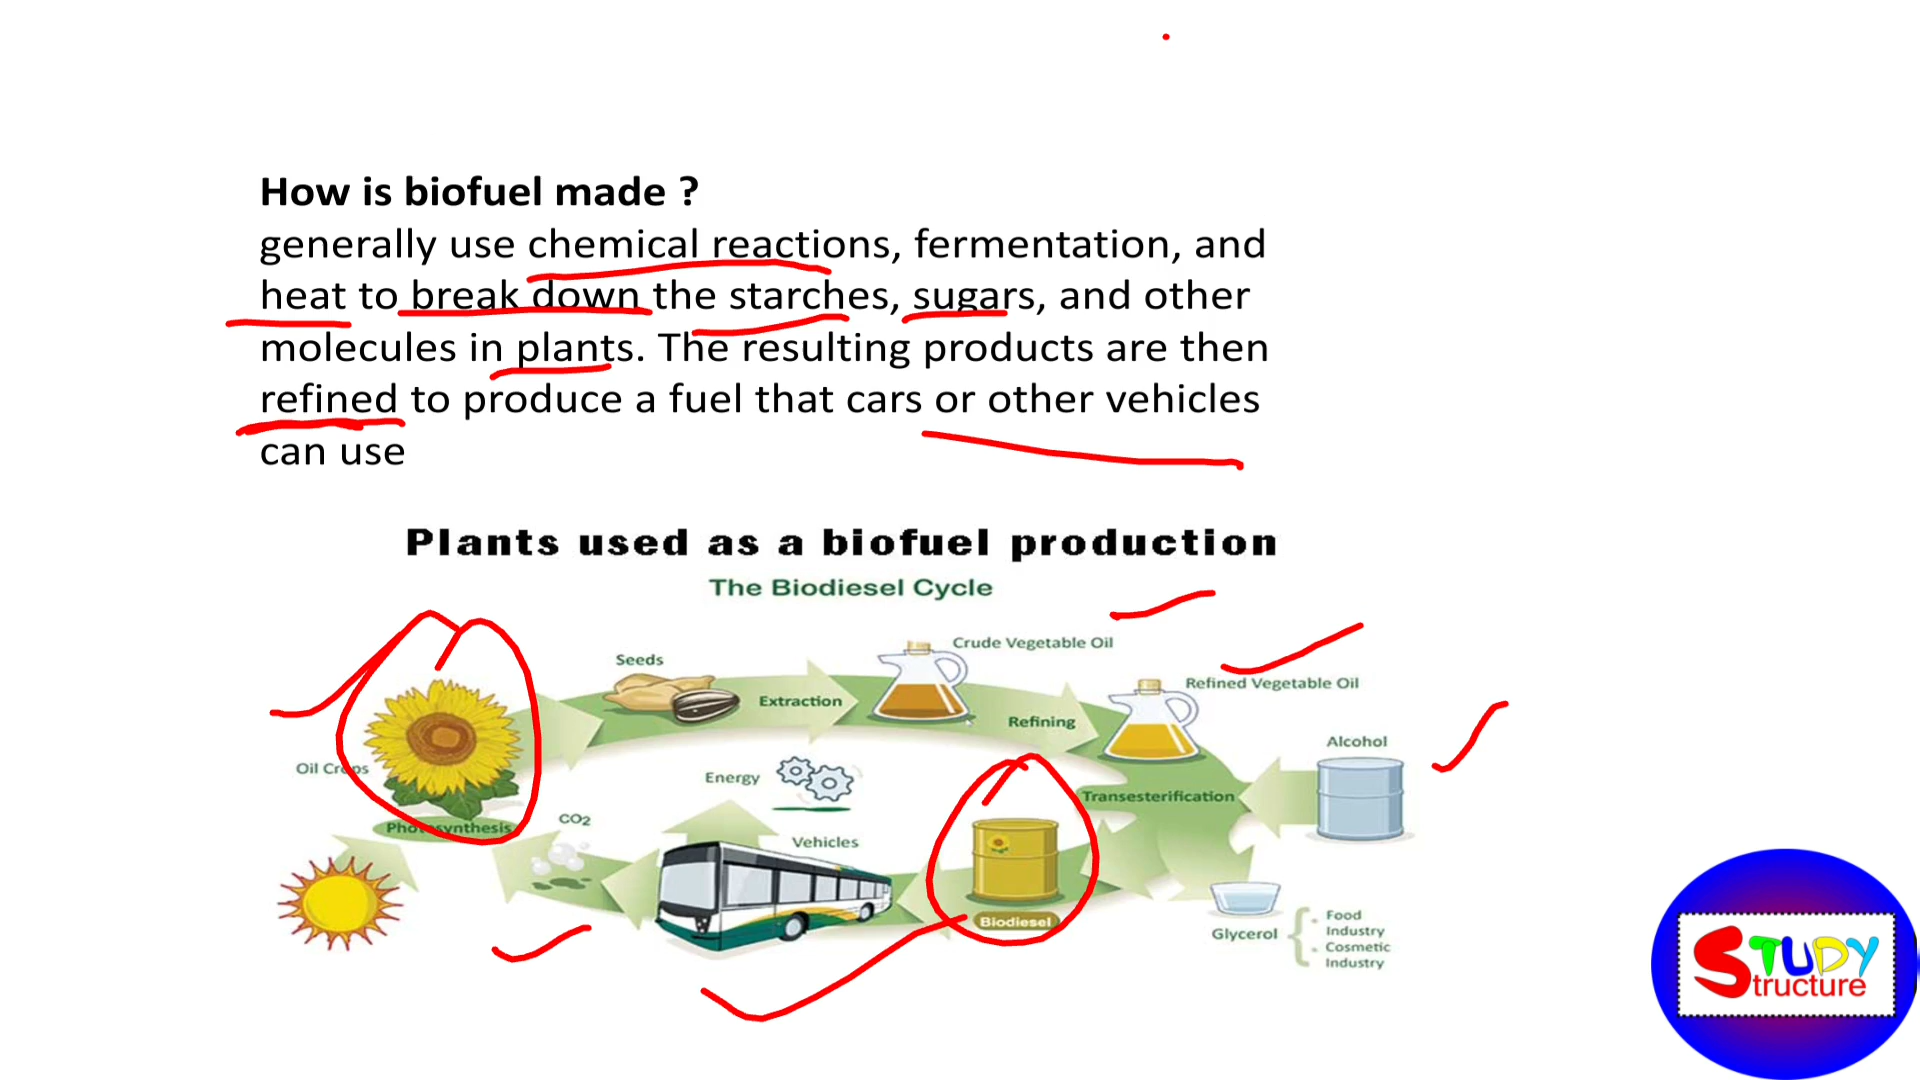 How is biofuel made ?
generally use chemical reactions, fermentation, and
heat to break down the starches, sugars, and other
molecules in plants. The resulting products are then
refined to produce a fuel that cars or other vehicles
can use
Plants used as a biofuel production
The Biodiesel Cycle
Crude Vegetable Oil
Seeds
Refined Vegetable Oil
Extraction
Refining
Alcohol
Oil Crops
Energy
Transesterification
CO2
Photosynthesis
Vehicles
Biodiesel
Glycerol
Food
Industry
Cosmetic
Industry
STUDY
Structure